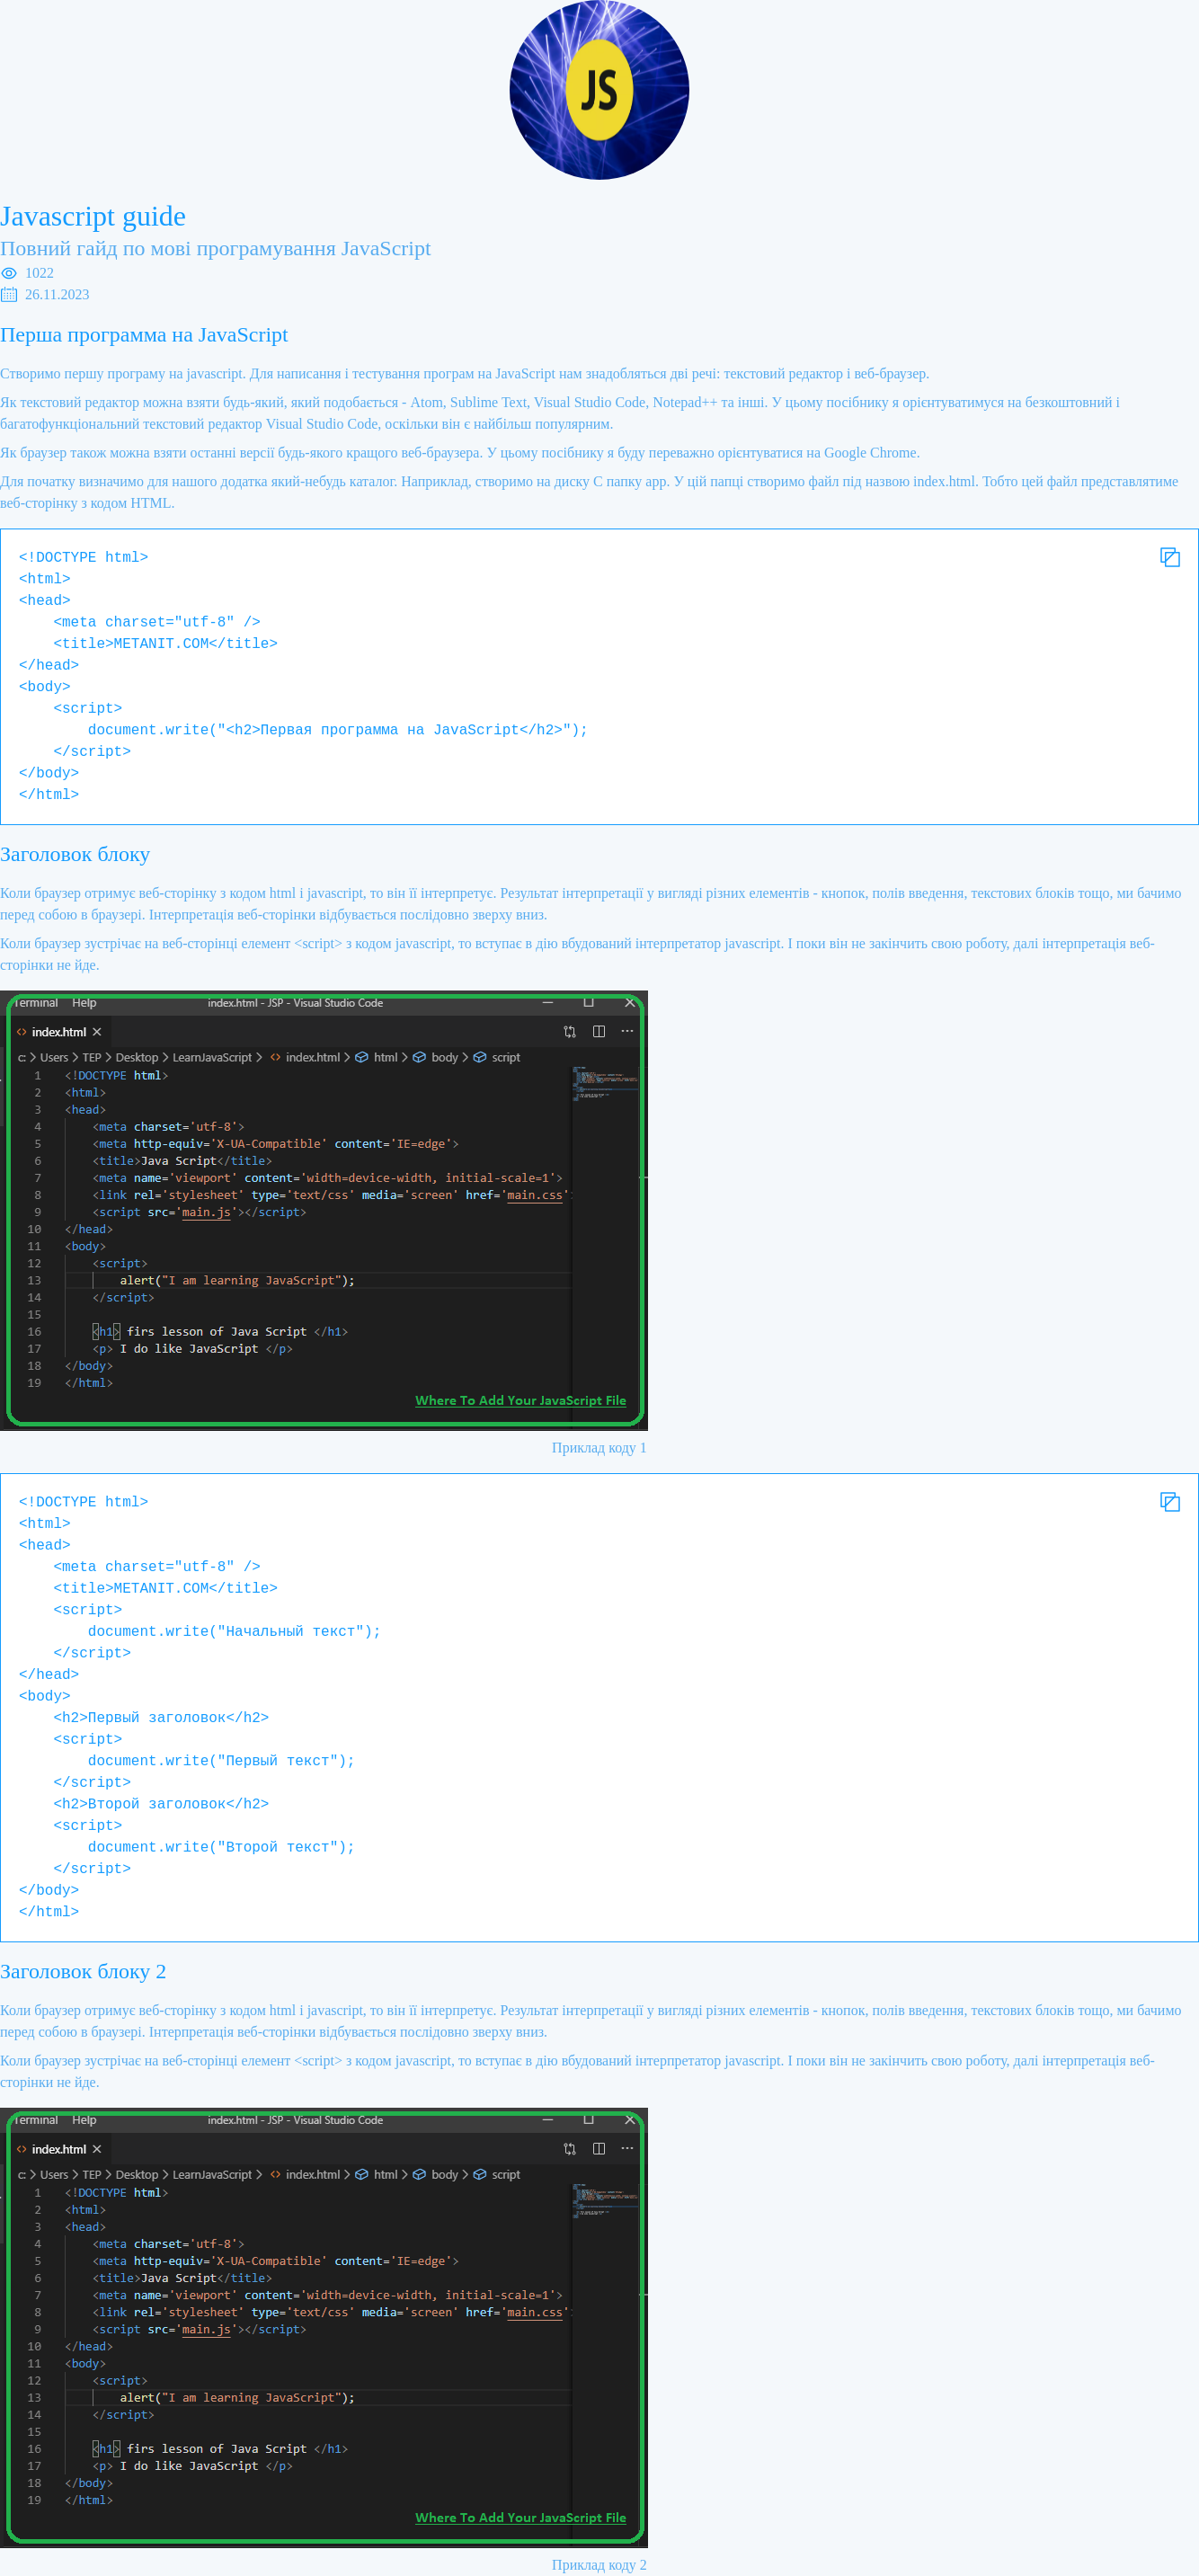 JS
Javascript guide
Повний гайд по мові програмування JavaScript
1022
26.11.2023
Перша программа на JavaScript
Створимо першу програму на javascript. Для написання і тестування програм на JavaScript нам знадобляться дві речі: текстовий редактор і веб-браузер.
Як текстовий редактор можна взяти будь-який, який подобається - Atom, Sublime Text, Visual Studio Code, Notepad++ та інші. У цьому посібнику я орієнтуватимуся на безкоштовний і
багатофункціональний текстовий редактор Visual Studio Code, оскільки він є найбільш популярним.
Як браузер також можна взяти останні версії будь-якого кращого веб-браузера. У цьому посібнику я буду переважно орієнтуватися на Google Chrome.
Для початку визначимо для нашого додатка який-небудь каталог. Наприклад, створимо на диску C папку app. У цій папці створимо файл під назвою index.html. Тобто цей файл представлятиме
веб-сторінку з кодом HTML.
<!DOCTYPE html>
<html>
<head>
    <meta charset="utf-8" />
    <title>METANIT.COM</title>
</head>
<body>
    <script>
        document.write("<h2>Первая программа на JavaScript</h2>");
    </script>
</body>
</html>
Заголовок блоку
Коли браузер отримує веб-сторінку з кодом html і javascript, то він її інтерпретує. Результат інтерпретації у вигляді різних елементів - кнопок, полів введення, текстових блоків тощо, ми бачимо
перед собою в браузері. Інтерпретація веб-сторінки відбувається послідовно зверху вниз.
Коли браузер зустрічає на веб-сторінці елемент <script> з кодом javascript, то вступає в дію вбудований інтерпретатор javascript. І поки він не закінчить свою роботу, далі інтерпретація веб-
сторінки не йде.
Terminal Help index.html - JSP - Visual Studio Code
index.html
c: > Users > TEP > Desktop > LearnJavaScript > index.html > html > body > script
1 <!DOCTYPE html>
2 <html>
3 <head>
4     <meta charset='utf-8'>
5     <meta http-equiv='X-UA-Compatible' content='IE=edge'>
6     <title>Java Script</title>
7     <meta name='viewport' content='width=device-width, initial-scale=1'>
8     <link rel='stylesheet' type='text/css' media='screen' href='main.css'
9     <script src='main.js'></script>
10 </head>
11 <body>
12     <script>
13         alert("I am learning JavaScript");
14     </script>
15
16     <h1> firs lesson of Java Script </h1>
17     <p> I do like JavaScript </p>
18 </body>
19 </html>
Where To Add Your JavaScript File
Приклад коду 1
<!DOCTYPE html>
<html>
<head>
    <meta charset="utf-8" />
    <title>METANIT.COM</title>
    <script>
        document.write("Начальный текст");
    </script>
</head>
<body>
    <h2>Первый заголовок</h2>
    <script>
        document.write("Первый текст");
    </script>
    <h2>Второй заголовок</h2>
    <script>
        document.write("Второй текст");
    </script>
</body>
</html>
Заголовок блоку 2
Коли браузер отримує веб-сторінку з кодом html і javascript, то він її інтерпретує. Результат інтерпретації у вигляді різних елементів - кнопок, полів введення, текстових блоків тощо, ми бачимо
перед собою в браузері. Інтерпретація веб-сторінки відбувається послідовно зверху вниз.
Коли браузер зустрічає на веб-сторінці елемент <script> з кодом javascript, то вступає в дію вбудований інтерпретатор javascript. І поки він не закінчить свою роботу, далі інтерпретація веб-
сторінки не йде.
Terminal Help index.html - JSP - Visual Studio Code
index.html
c: > Users > TEP > Desktop > LearnJavaScript > index.html > html > body > script
1 <!DOCTYPE html>
2 <html>
3 <head>
4     <meta charset='utf-8'>
5     <meta http-equiv='X-UA-Compatible' content='IE=edge'>
6     <title>Java Script</title>
7     <meta name='viewport' content='width=device-width, initial-scale=1'>
8     <link rel='stylesheet' type='text/css' media='screen' href='main.css'
9     <script src='main.js'></script>
10 </head>
11 <body>
12     <script>
13         alert("I am learning JavaScript");
14     </script>
15
16     <h1> firs lesson of Java Script </h1>
17     <p> I do like JavaScript </p>
18 </body>
19 </html>
Where To Add Your JavaScript File
Приклад коду 2